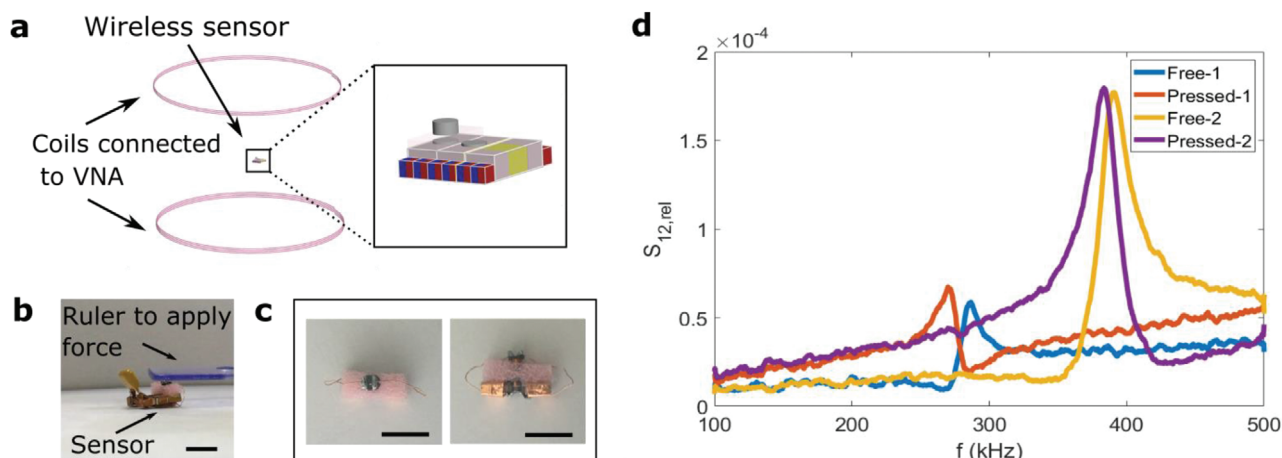 a
Wireless sensor
Coils connected
to VNA
b
Ruler to apply
force
Sensor
c
d
×10⁻⁴
2
1.5
1
0.5
0
S12,rel
100
200
300
400
500
f (kHz)
Free-1
Pressed-1
Free-2
Pressed-2